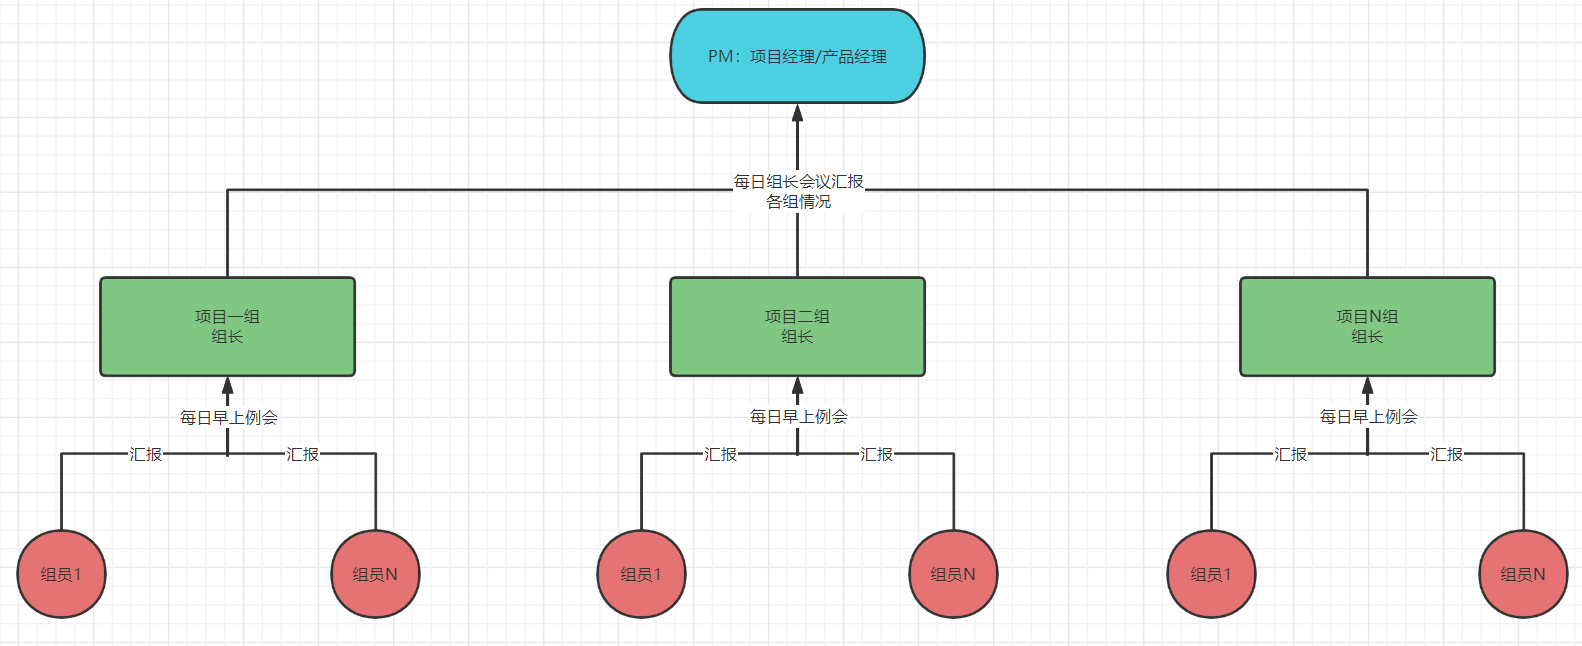 PM：项目经理/产品经理
每日组长会议汇报
各组情况
项目一组
组长
项目二组
组长
项目N组
组长
每日早上例会
每日早上例会
每日早上例会
汇报
汇报
汇报
汇报
汇报
汇报
组员1
组员N
组员1
组员N
组员1
组员N